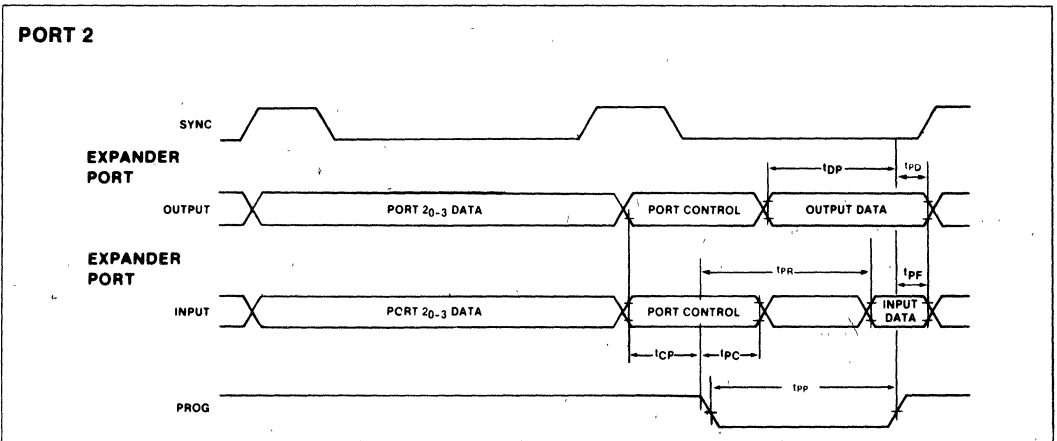 PORT 2
SYNC
EXPANDER
PORT
OUTPUT
PORT 2₀₋₃ DATA
PORT CONTROL
OUTPUT DATA
tDP
tPD
EXPANDER
PORT
INPUT
PCRT 2₀₋₃ DATA
PORT CONTROL
INPUT
DATA
tPR
tPF
tCP
tPC
PROG
tPP